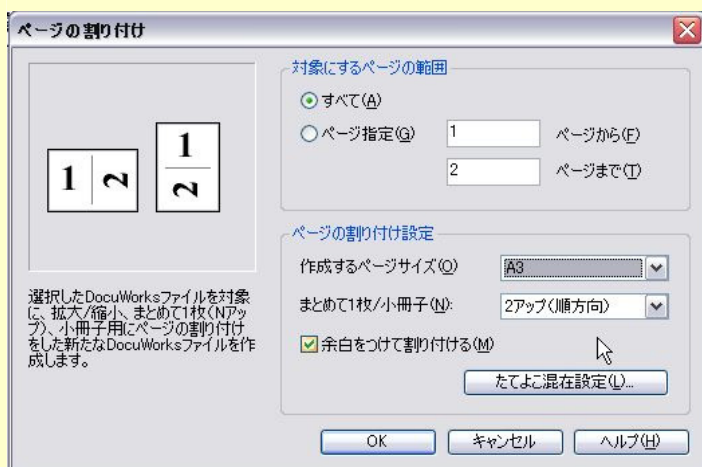 ページの割り付け
1 2
1
2
選択したDocuWorksファイルを対象
に、拡大/縮小、まとめて1枚(Nアッ
プ)、小冊子用にページの割り付け
をした新たなDocuWorksファイルを作
成します。
対象にするページの範囲
すべて(A)
ページ指定(G) 1 ページから(F)
2 ページまで(T)
ページの割り付け設定
作成するページサイズ(O) A3
まとめて1枚/小冊子(N): 2アップ(順方向)
余白をつけて割り付ける(M)
たてよこ混在設定(L)...
OK キャンセル ヘルプ(H)